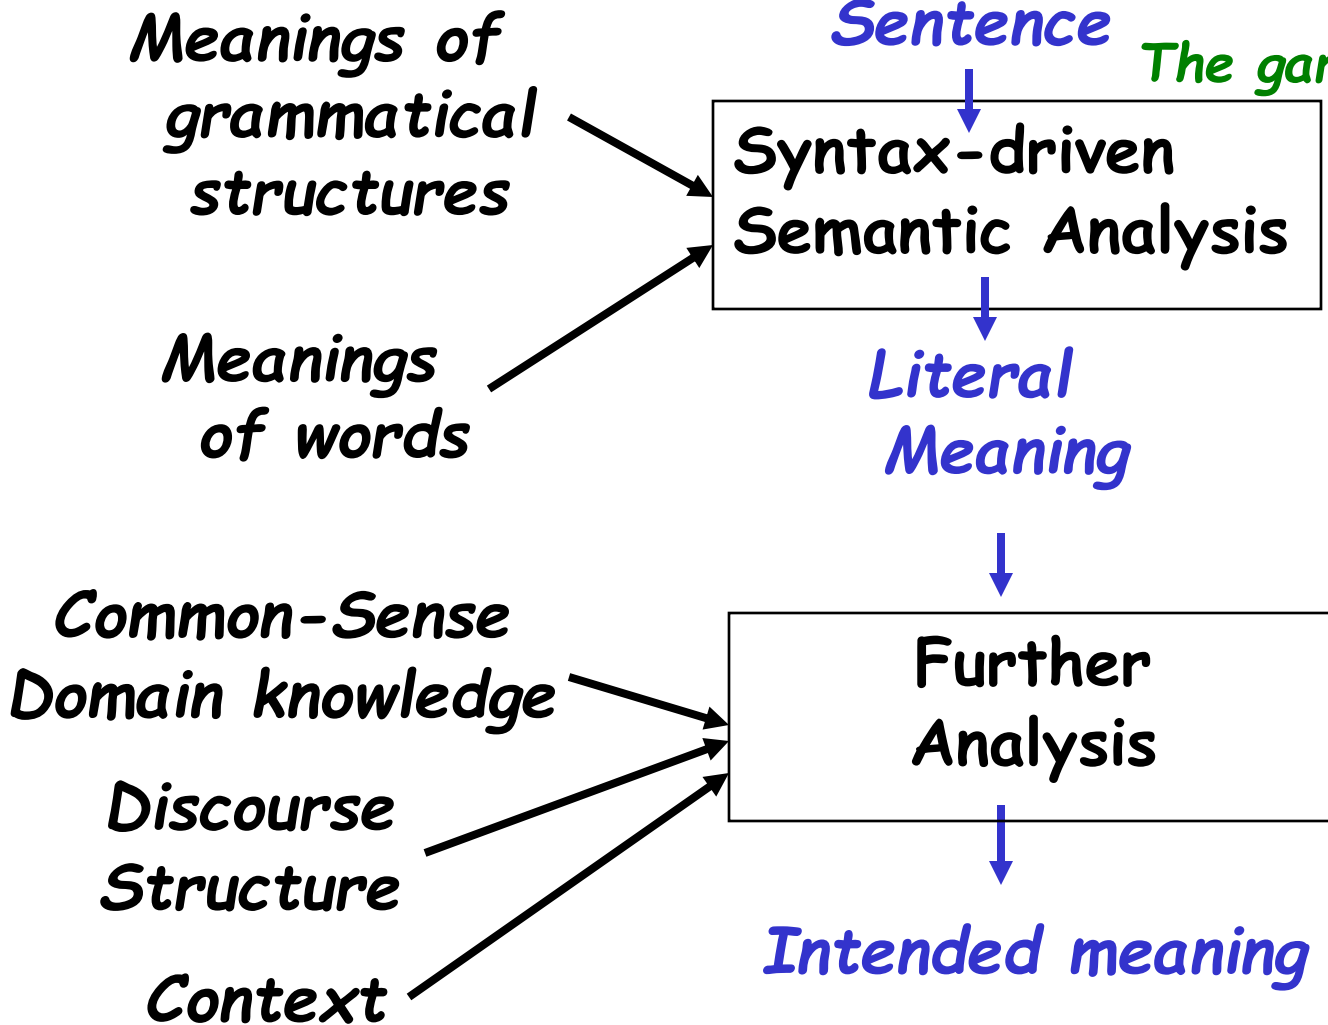 Meanings of
grammatical
structures
Sentence
The
Syntax-driven
Semantic Analysis
Meanings
of words
Literal
Meaning
Common-Sense
Domain knowledge
Further
Analysis
Discourse
Structure
Context
Intended meaning